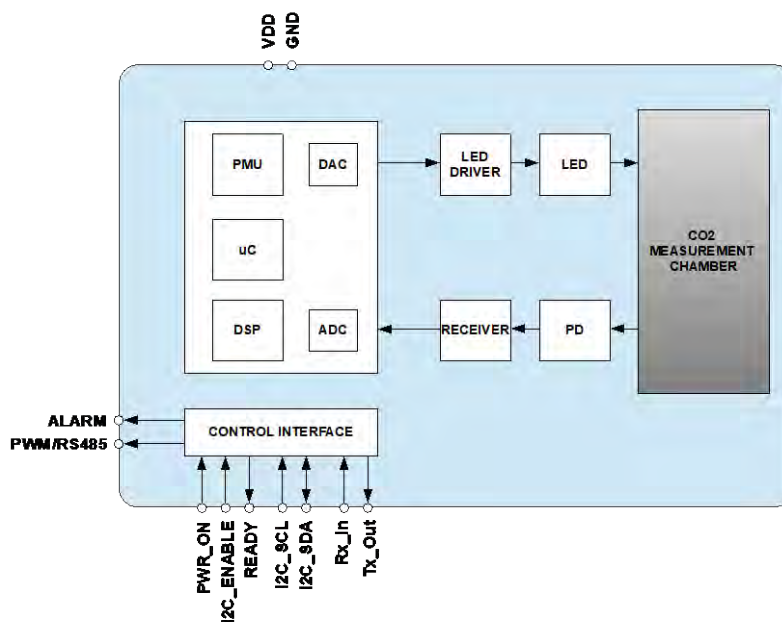 VDD
GND
PMU
DAC
LED
DRIVER
LED
CO2
MEASUREMENT
CHAMBER
uC
DSP
ADC
RECEIVER
PD
ALARM
PWM/RS485
CONTROL INTERFACE
PWR_ON
I2C_ENABLE
READY
I2C_SCL
I2C_SDA
Rx_In
Tx_Out